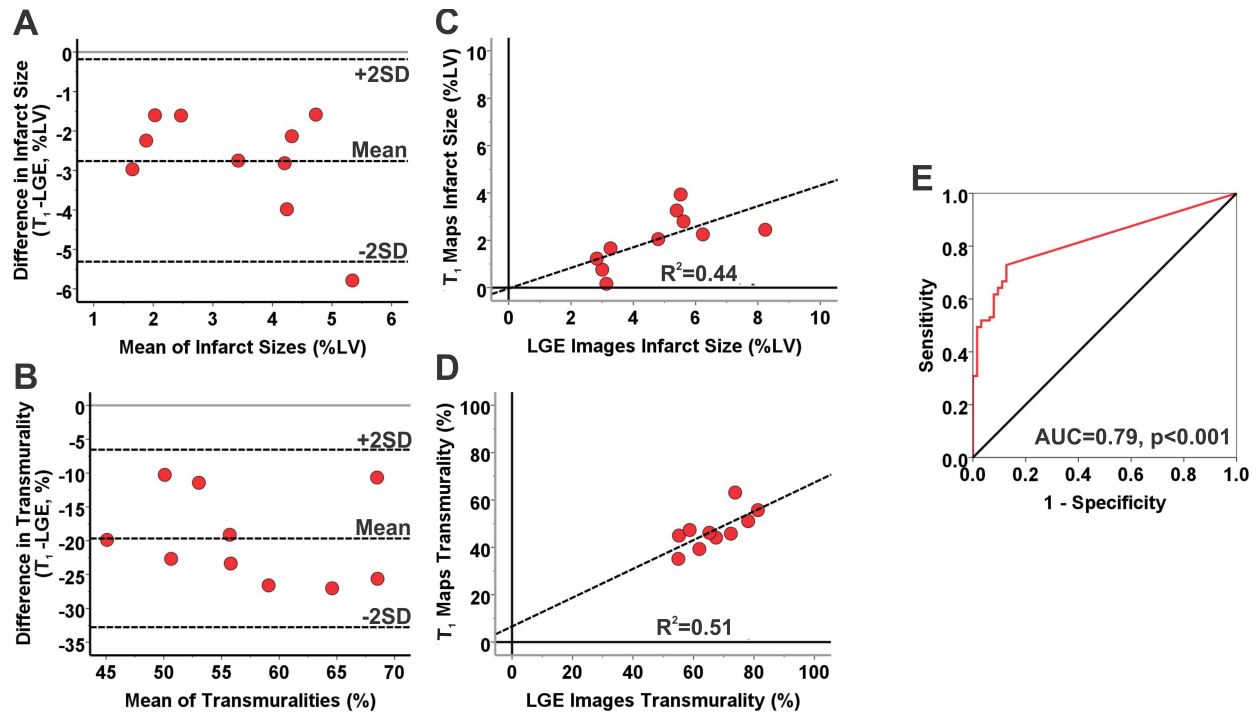 A
Difference in Infarct Size
(T1-LGE, %LV)
0
-1
-2
-3
-4
-5
-6
+2SD
Mean
-2SD
1 2 3 4 5 6
Mean of Infarct Sizes (%LV)
B
Difference in Transmurality
(T1-LGE, %)
0
-5
-10
-15
-20
-25
-30
-35
+2SD
Mean
-2SD
45 50 55 60 65 70
Mean of Transmuralities (%)
C
T1 Maps Infarct Size (%LV)
10
8
6
4
2
0
R2=0.44
0 2 4 6 8 10
LGE Images Infarct Size (%LV)
D
T1 Maps Transmurality (%)
100
80
60
40
20
0
R2=0.51
0 20 40 60 80 100
LGE Images Transmurality (%)
E
Sensitivity
1.0
0.8
0.6
0.4
0.2
0.0
AUC=0.79, p<0.001
0.0 0.2 0.4 0.6 0.8 1.0
1 - Specificity